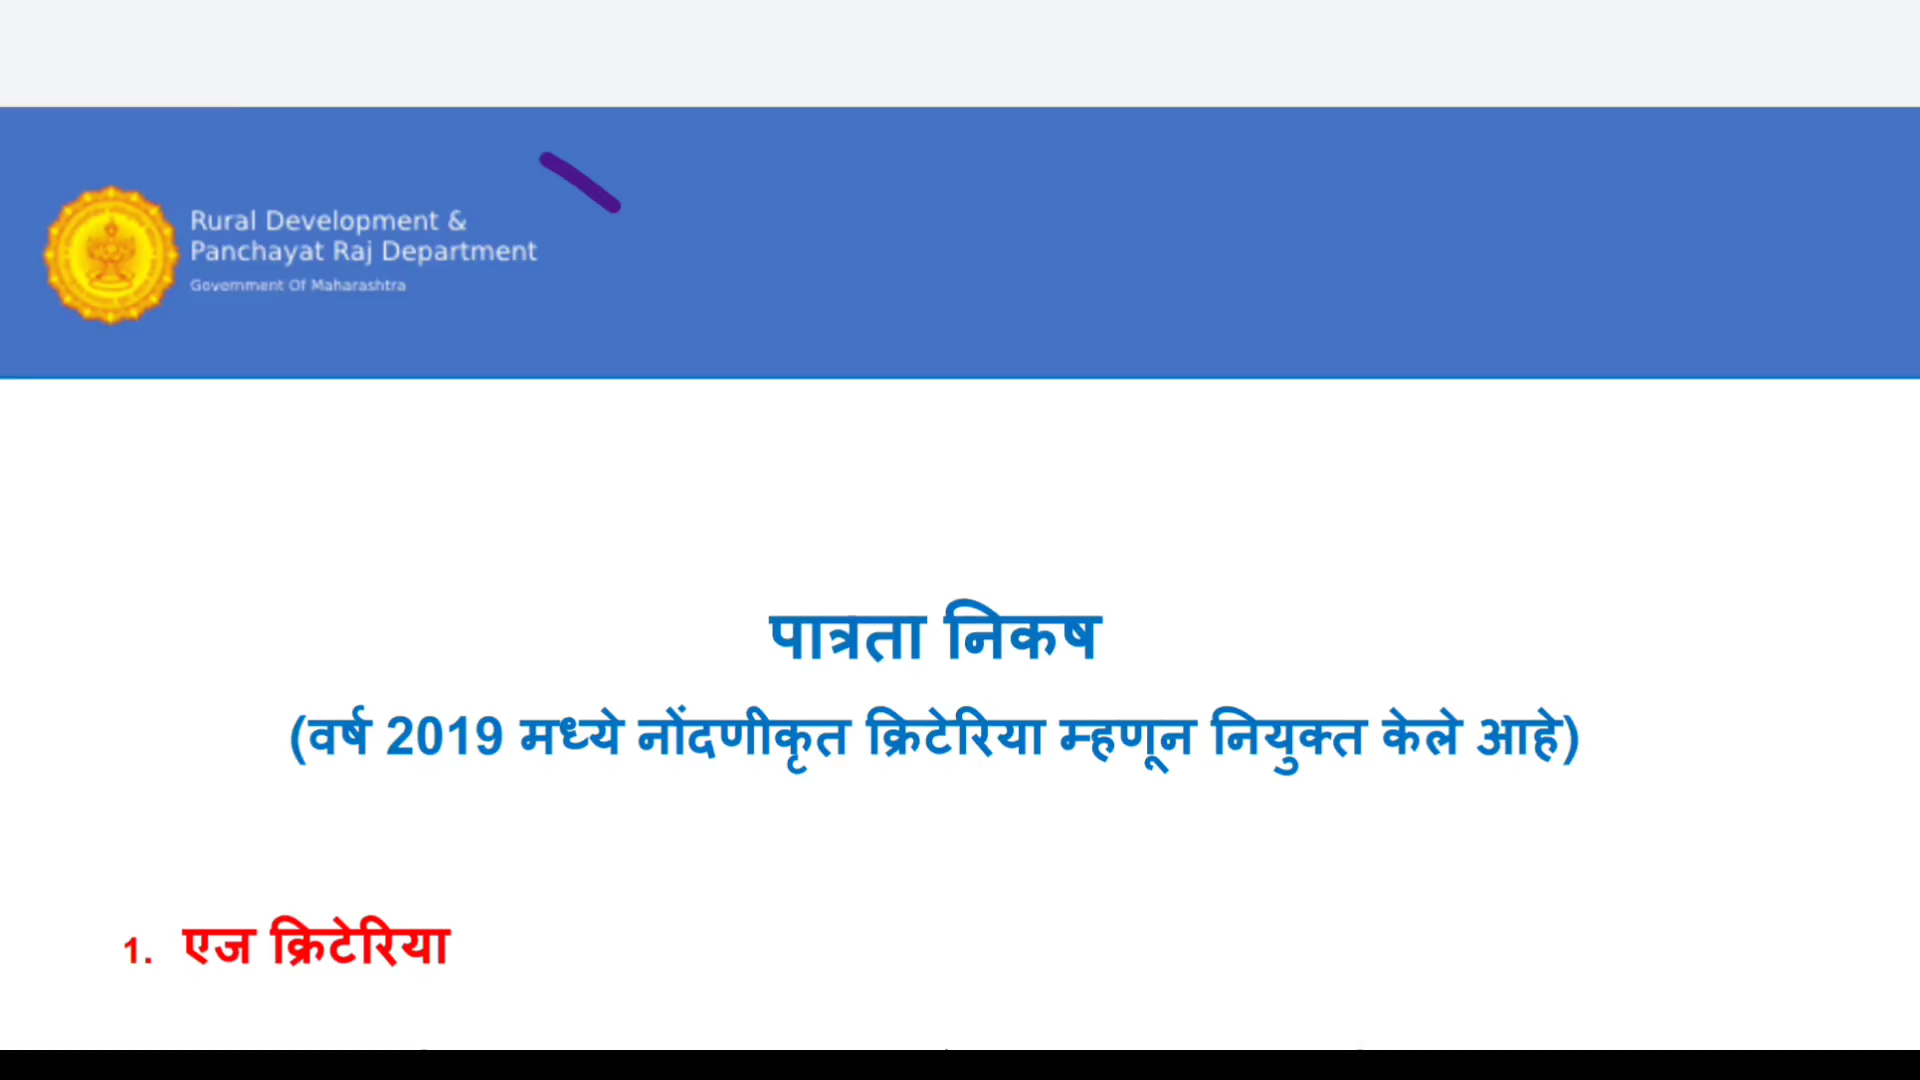 Rural Development &
Panchayat Raj Department
Government Of Maharashtra
पात्रता निकष
(वर्ष 2019 मध्ये नोंदणीकृत क्रिटेरिया म्हणून नियुक्त केले आहे)
1. एज क्रिटेरिया